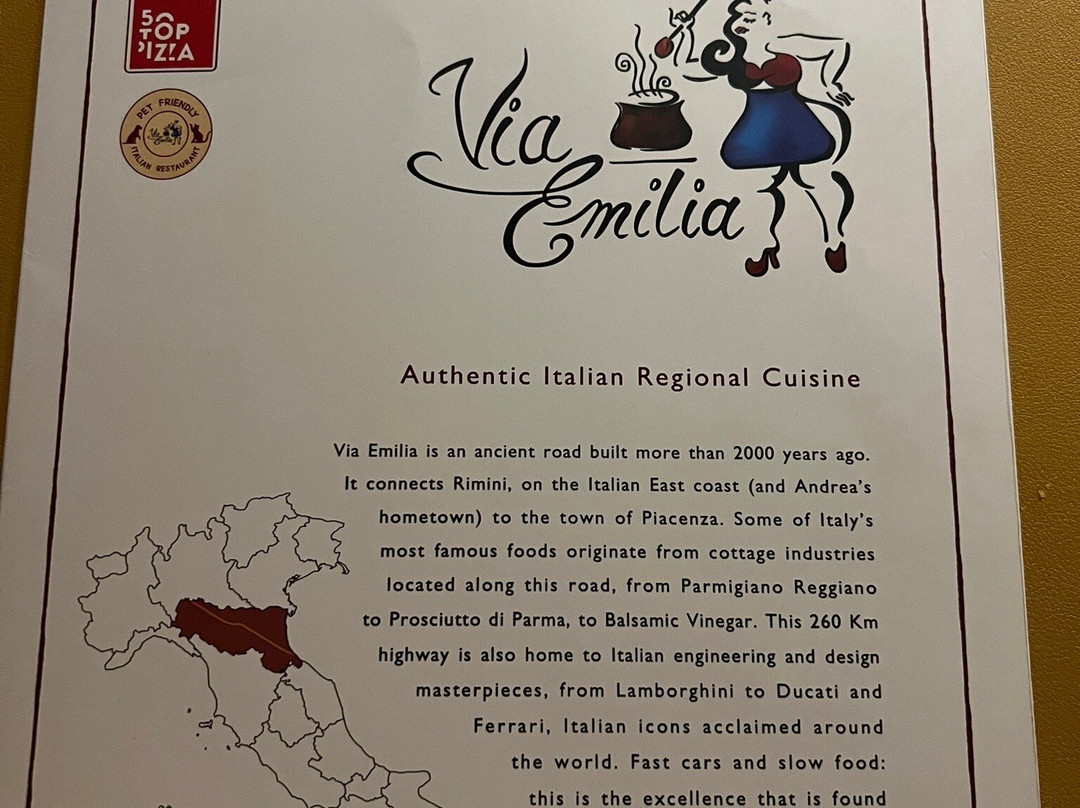 50
TOP
PIZZA
PET FRIENDLY
Via Emilia
ITALIAN RESTAURANT
Via
Emilia
Authentic Italian Regional Cuisine
Via Emilia is an ancient road built more than 2000 years ago.
It connects Rimini, on the Italian East coast (and Andrea's
hometown) to the town of Piacenza. Some of Italy's
most famous foods originate from cottage industries
located along this road, from Parmigiano Reggiano
to Prosciutto di Parma, to Balsamic Vinegar. This 260 Km
highway is also home to Italian engineering and design
masterpieces, from Lamborghini to Ducati and
Ferrari, Italian icons acclaimed around
the world. Fast cars and slow food:
this is the excellence that is found